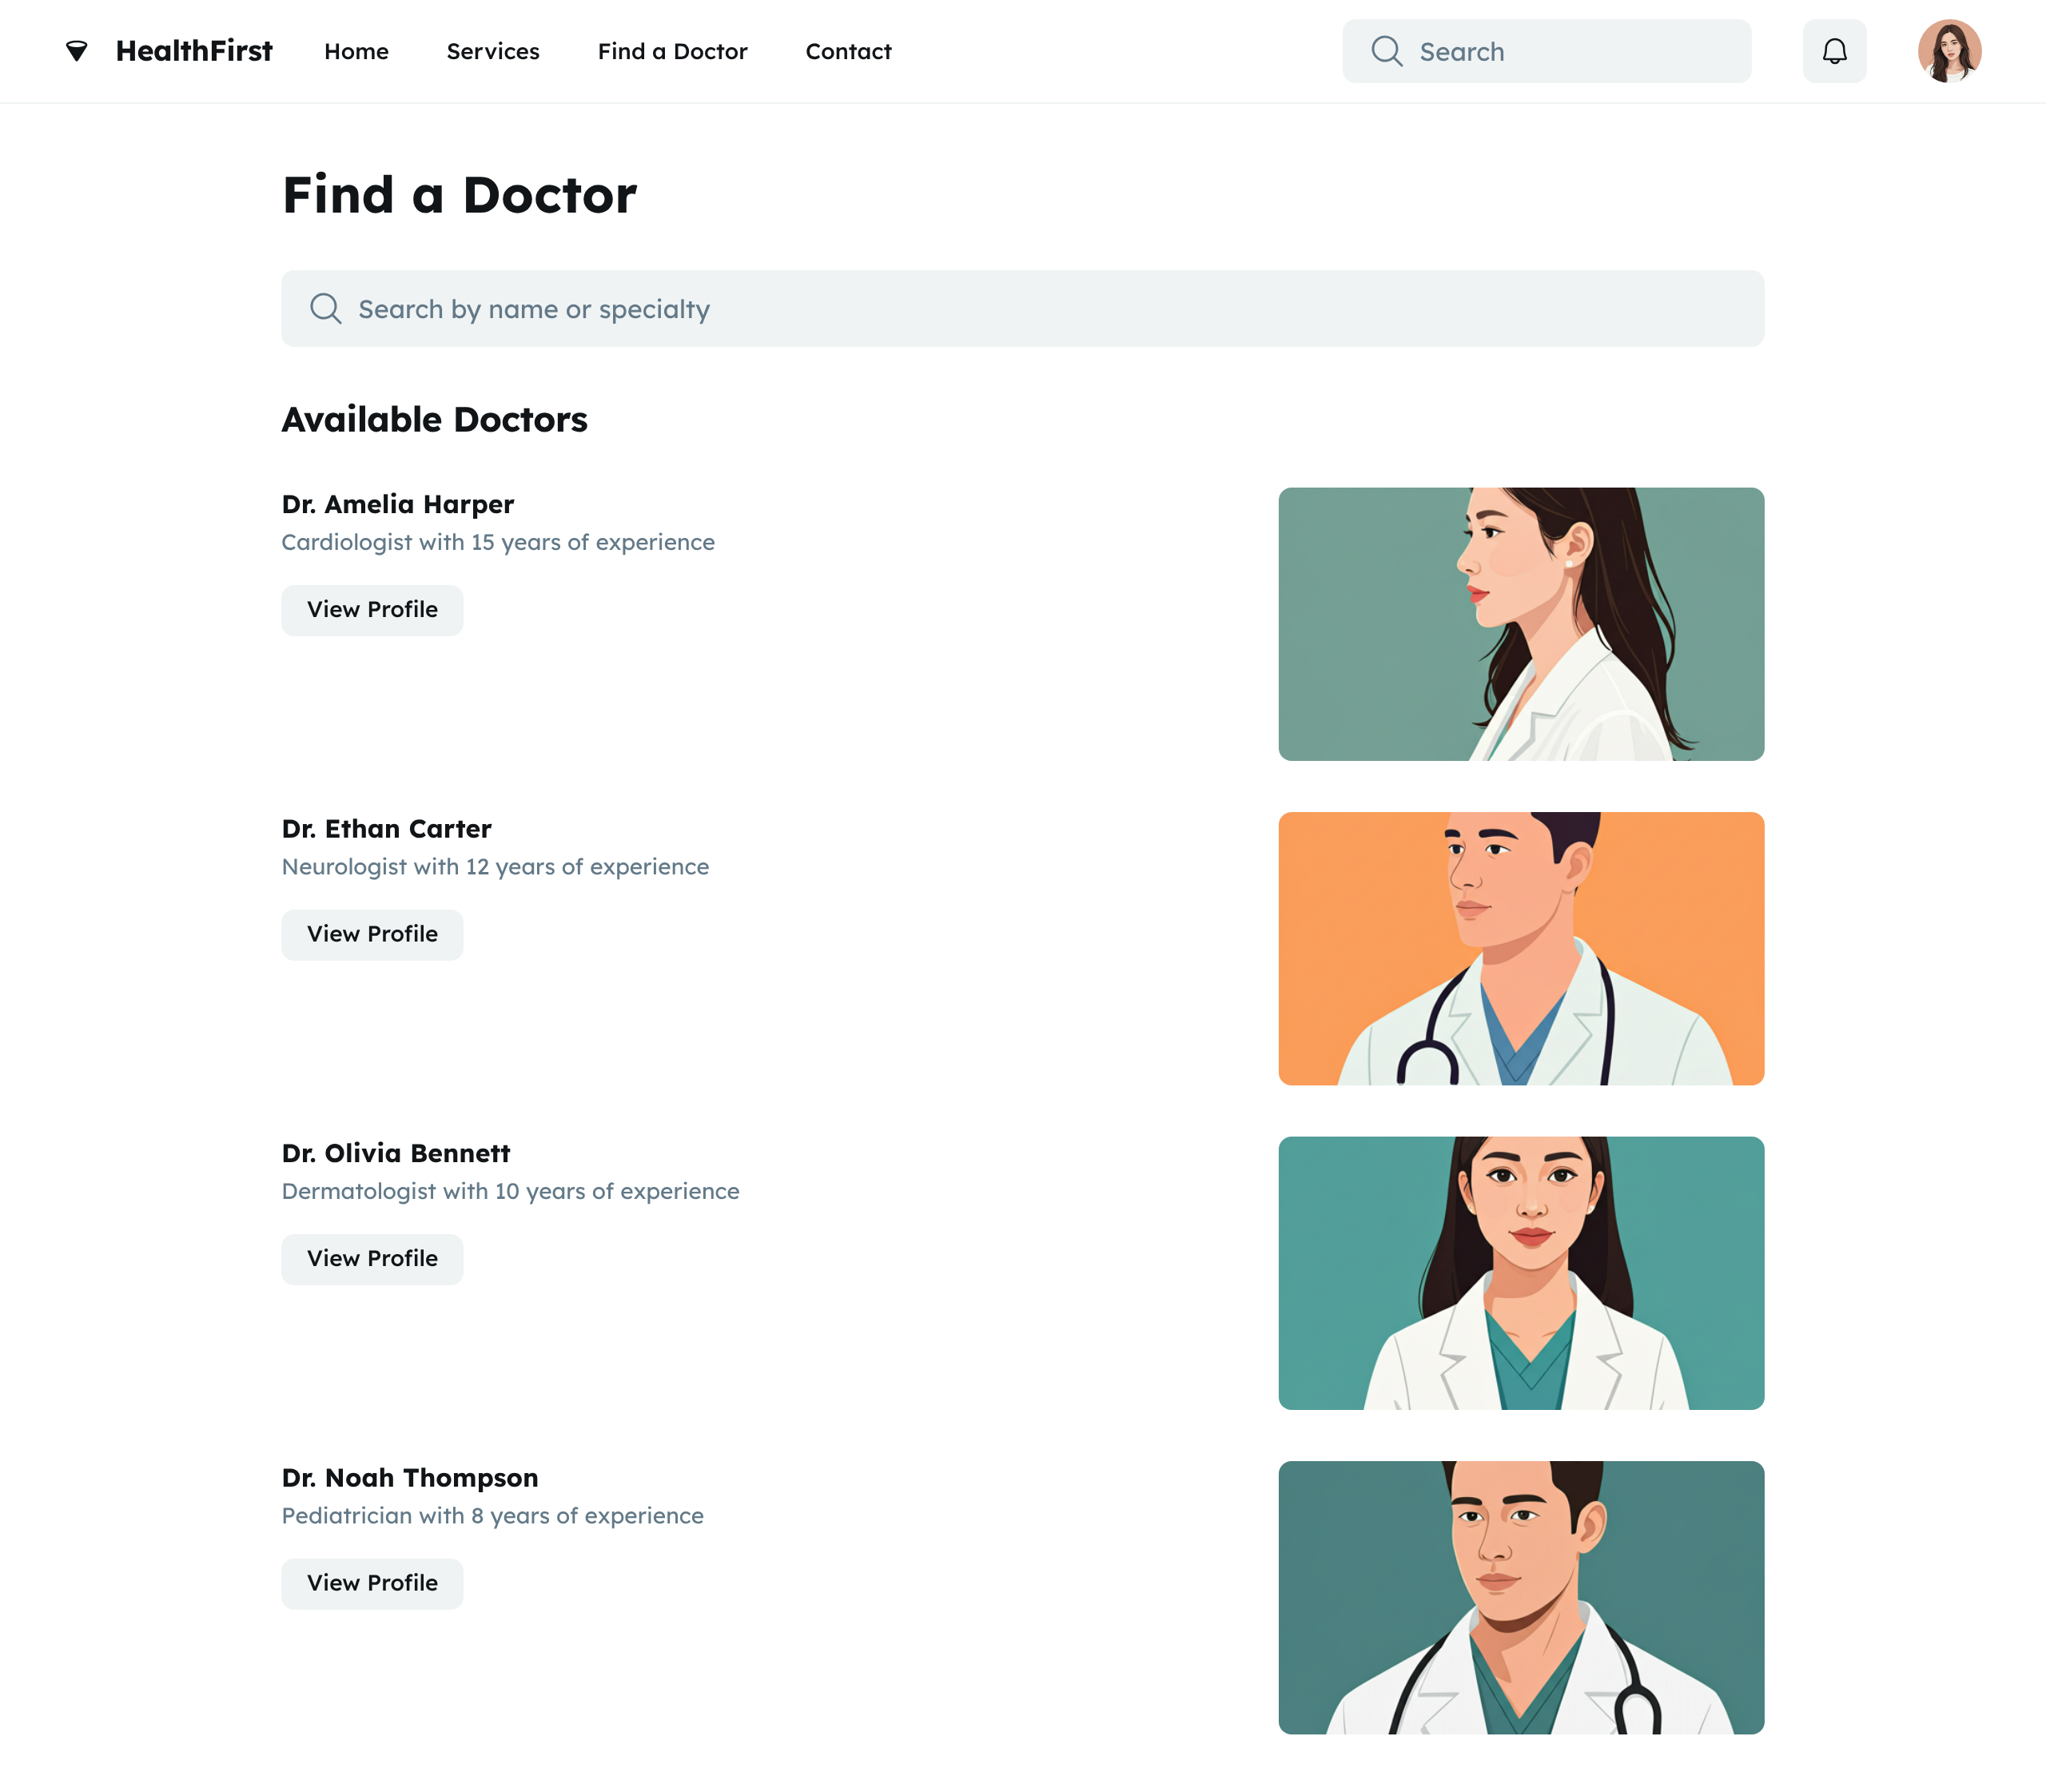 HealthFirst
Home
Services
Find a Doctor
Contact
Search
Find a Doctor
Search by name or specialty
Available Doctors
Dr. Amelia Harper
Cardiologist with 15 years of experience
View Profile
Dr. Ethan Carter
Neurologist with 12 years of experience
View Profile
Dr. Olivia Bennett
Dermatologist with 10 years of experience
View Profile
Dr. Noah Thompson
Pediatrician with 8 years of experience
View Profile